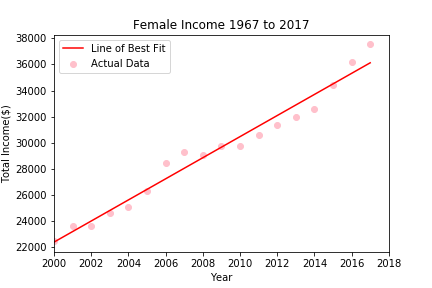 Female Income 1967 to 2017
Line of Best Fit
Actual Data
Total Income($)
38000
36000
34000
32000
30000
28000
26000
24000
22000
2000 2002 2004 2006 2008 2010 2012 2014 2016 2018
Year